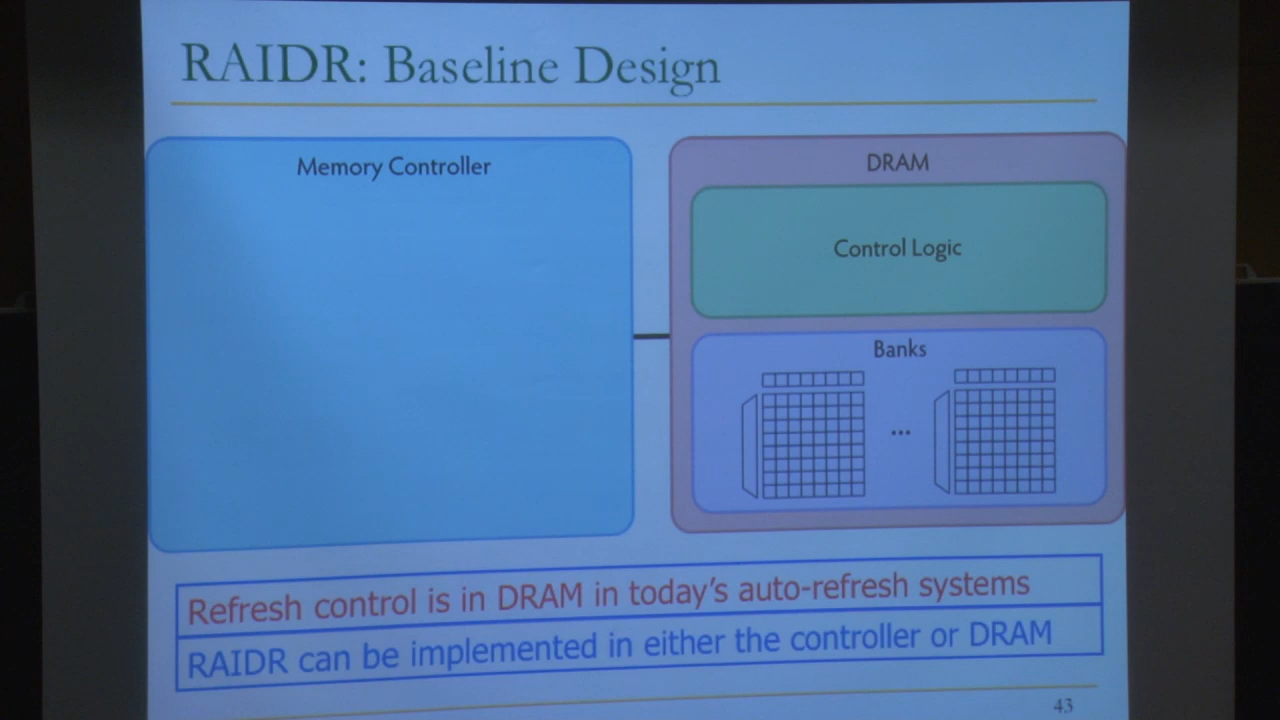 RAIDR: Baseline Design
Memory Controller
DRAM
Control Logic
Banks
...
Refresh control is in DRAM in today's auto-refresh systems
RAIDR can be implemented in either the controller or DRAM
43